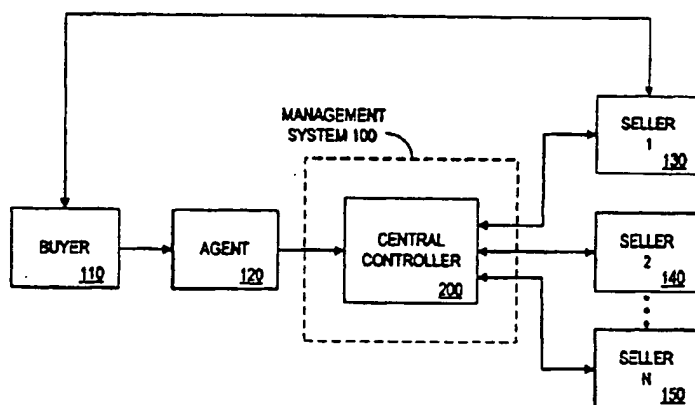 MANAGEMENT
SYSTEM 100
SELLER
1
130
BUYER
110
AGENT
120
CENTRAL
CONTROLLER
200
SELLER
2
140
SELLER
N
150